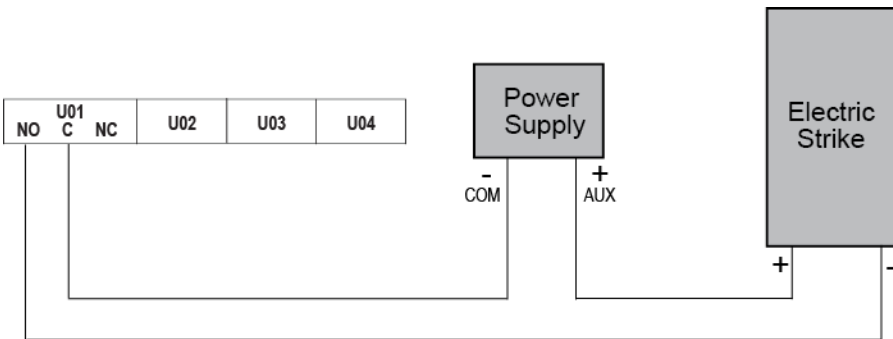 U01
NO C NC U02 U03 U04
Power
Supply
- +
COM AUX
Electric
Strike
+ -